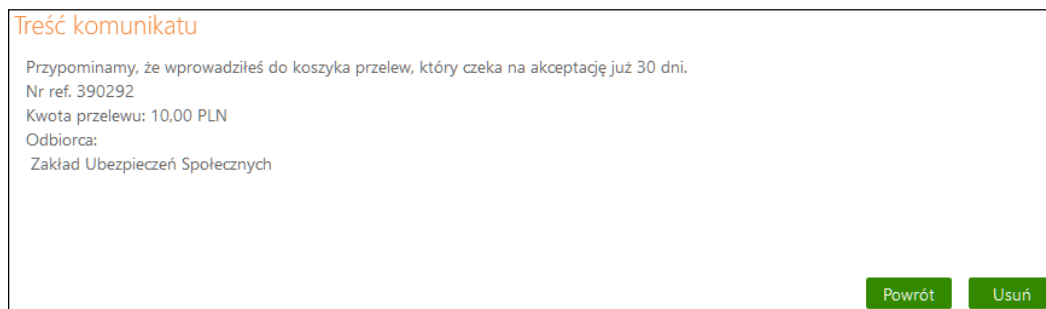 Treść komunikatu
Przypominamy, że wprowadziłeś do koszyka przelew, który czeka na akceptację już 30 dni.
Nr ref. 390292
Kwota przelewu: 10,00 PLN
Odbiorca:
Zakład Ubezpieczeń Społecznych
Powrót Usuń